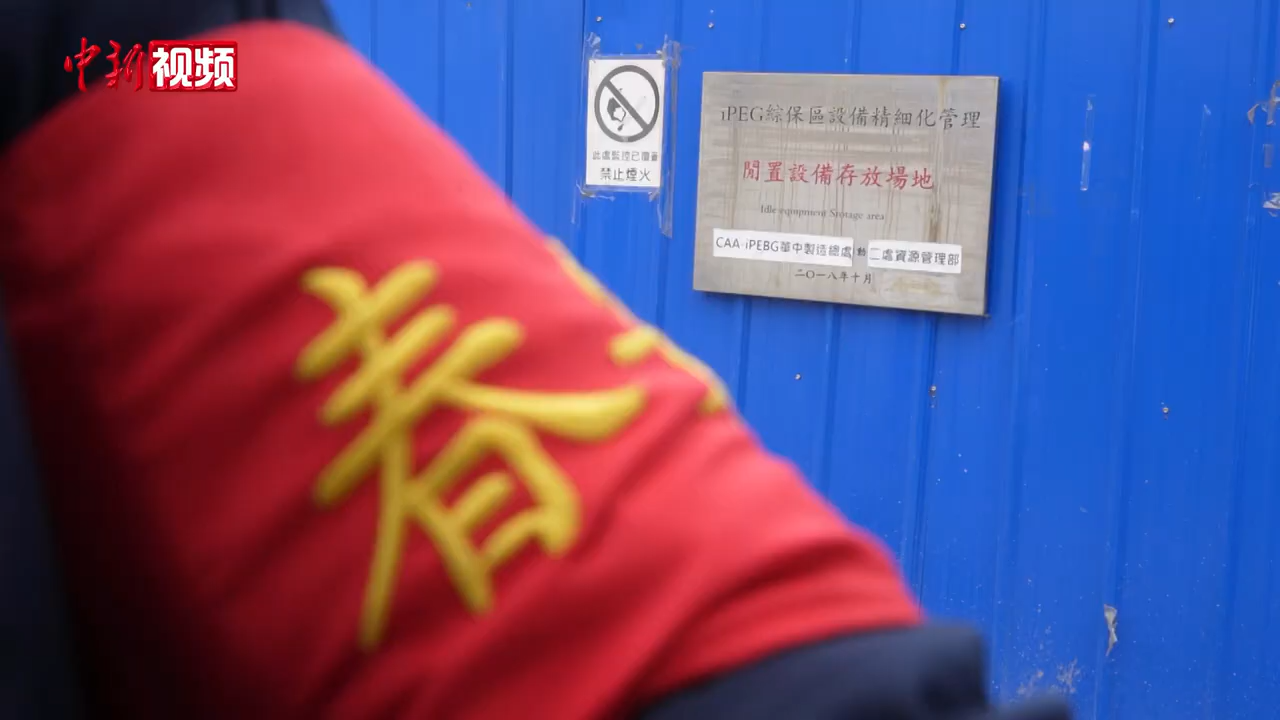 中新视频
此處監控已覆蓋
禁止煙火
iPEG綜保區設備精細化管理
閒置設備存放場地
Idle equipment Srotage area
CAA-iPEBG華中製造總處 二處資源管理部
二〇一八年十月
春